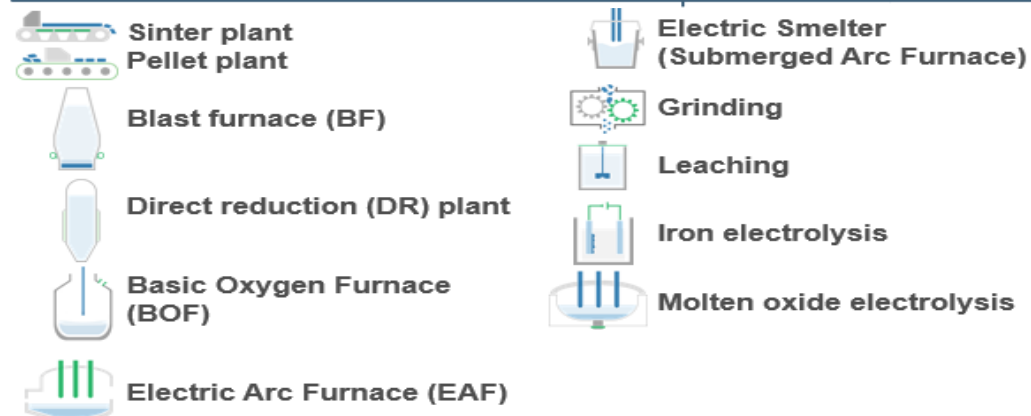 Sinter plant
Pellet plant
Blast furnace (BF)
Direct reduction (DR) plant
Basic Oxygen Furnace
(BOF)
Electric Arc Furnace (EAF)
Electric Smelter
(Submerged Arc Furnace)
Grinding
Leaching
Iron electrolysis
Molten oxide electrolysis